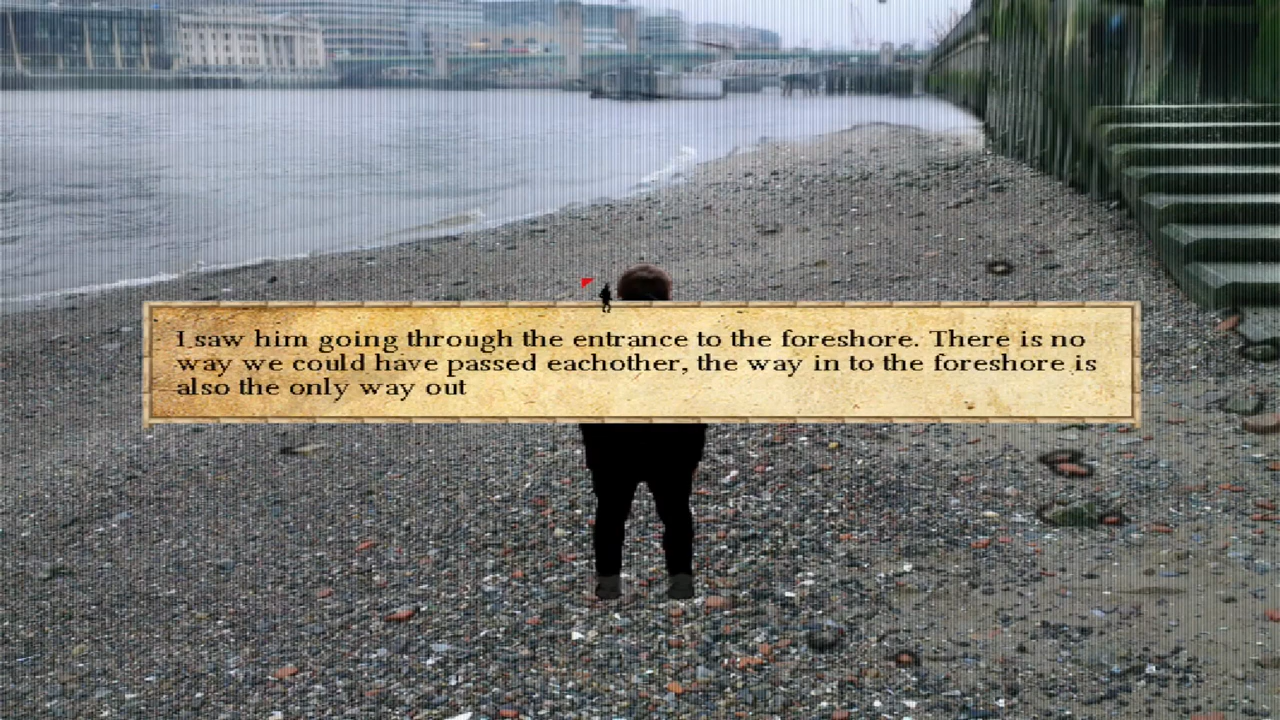 I saw him going through the entrance to the foreshore. There is no
way we could have passed eachother, the way in to the foreshore is
also the only way out